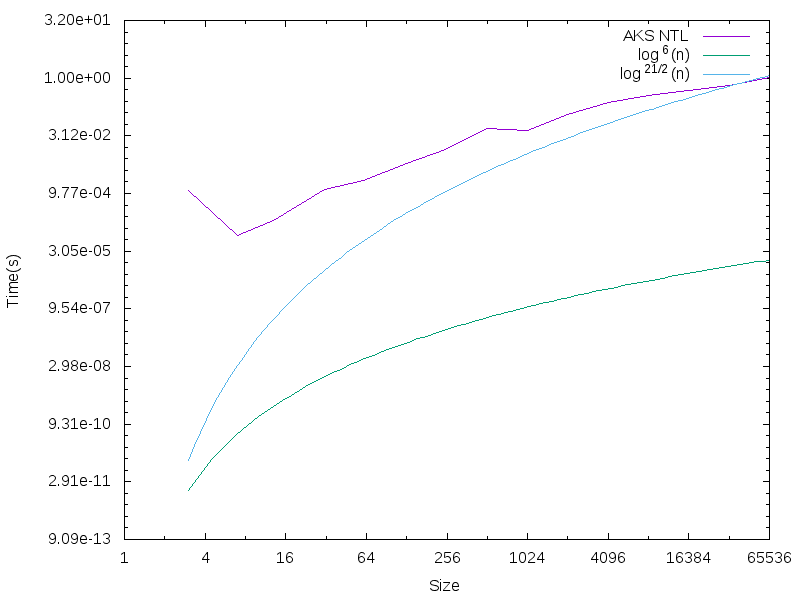 3.20e+01
AKS NTL
log^6(n)
log^21/2(n)
1.00e+00
3.12e-02
9.77e-04
3.05e-05
Time(s)
9.54e-07
2.98e-08
9.31e-10
2.91e-11
9.09e-13
1 4 16 64 256 1024 4096 16384 65536
Size